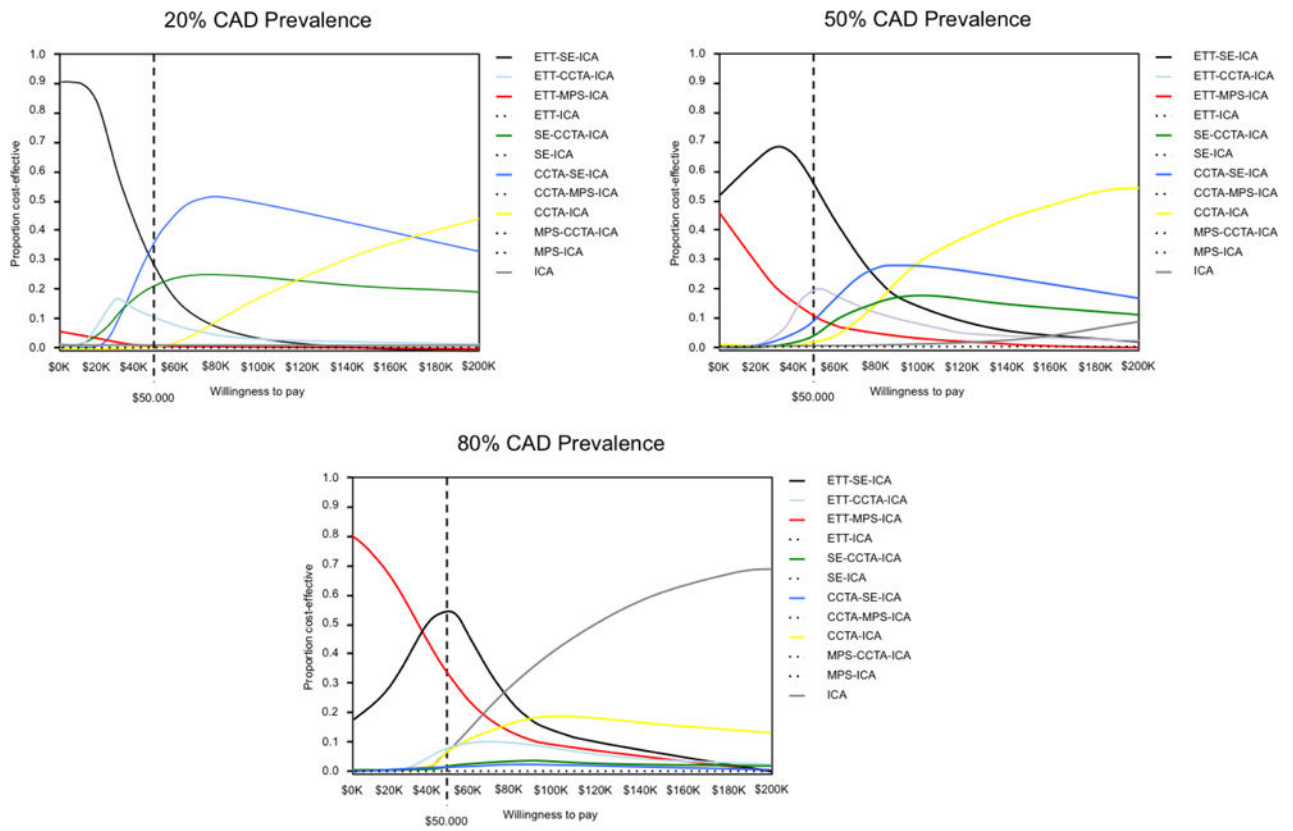 20% CAD Prevalence
Proportion cost-effective
1.0
0.9
0.8
0.7
0.6
0.5
0.4
0.3
0.2
0.1
0.0
$0K $20K $40K $60K $80K $100K $120K $140K $160K $180K $200K
Willingness to pay
$50.000
ETT-SE-ICA
ETT-CCTA-ICA
ETT-MPS-ICA
ETT-ICA
SE-CCTA-ICA
SE-ICA
CCTA-SE-ICA
CCTA-MPS-ICA
CCTA-ICA
MPS-CCTA-ICA
MPS-ICA
ICA
50% CAD Prevalence
Proportion cost-effective
1.0
0.9
0.8
0.7
0.6
0.5
0.4
0.3
0.2
0.1
0.0
$0K $20K $40K $60K $80K $100K $120K $140K $160K $180K $200K
Willingness to pay
$50.000
ETT-SE-ICA
ETT-CCTA-ICA
ETT-MPS-ICA
ETT-ICA
SE-CCTA-ICA
SE-ICA
CCTA-SE-ICA
CCTA-MPS-ICA
CCTA-ICA
MPS-CCTA-ICA
MPS-ICA
ICA
80% CAD Prevalence
Proportion cost-effective
1.0
0.9
0.8
0.7
0.6
0.5
0.4
0.3
0.2
0.1
0.0
$0K $20K $40K $60K $80K $100K $120K $140K $160K $180K $200K
Willingness to pay
$50.000
ETT-SE-ICA
ETT-CCTA-ICA
ETT-MPS-ICA
ETT-ICA
SE-CCTA-ICA
SE-ICA
CCTA-SE-ICA
CCTA-MPS-ICA
CCTA-ICA
MPS-CCTA-ICA
MPS-ICA
ICA